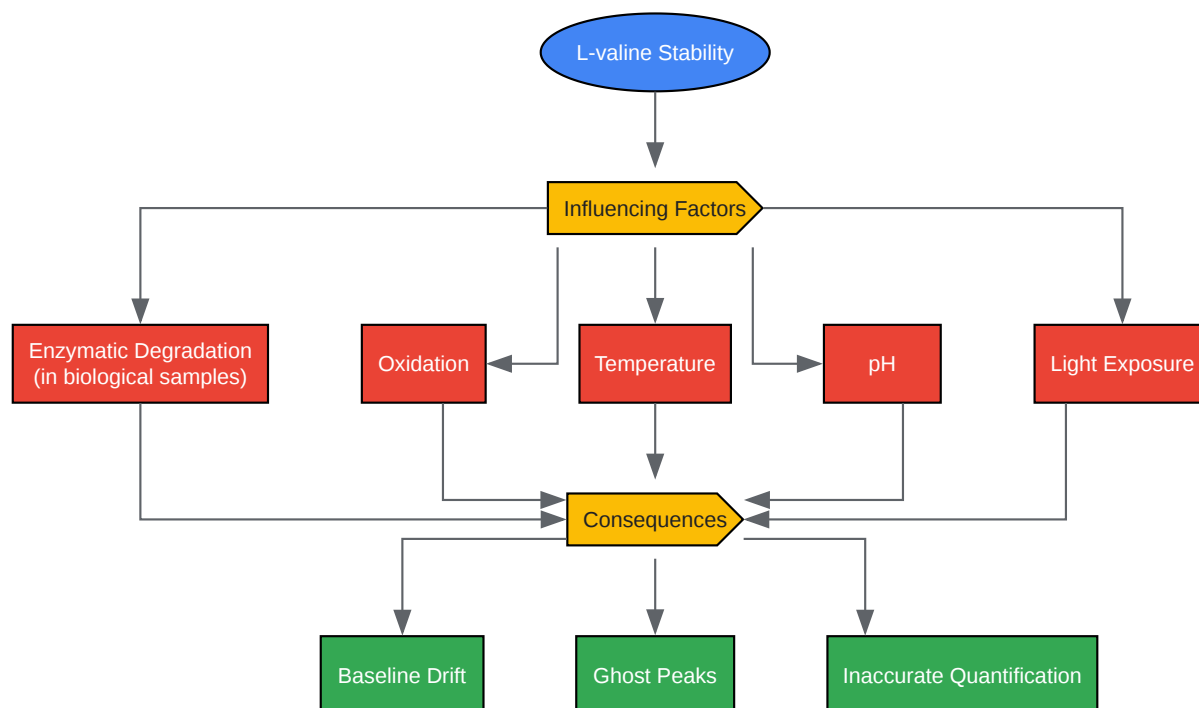 L-valine Stability
Influencing Factors
Enzymatic Degradation
(in biological samples)
Oxidation
Temperature
pH
Light Exposure
Consequences
Baseline Drift
Ghost Peaks
Inaccurate Quantification